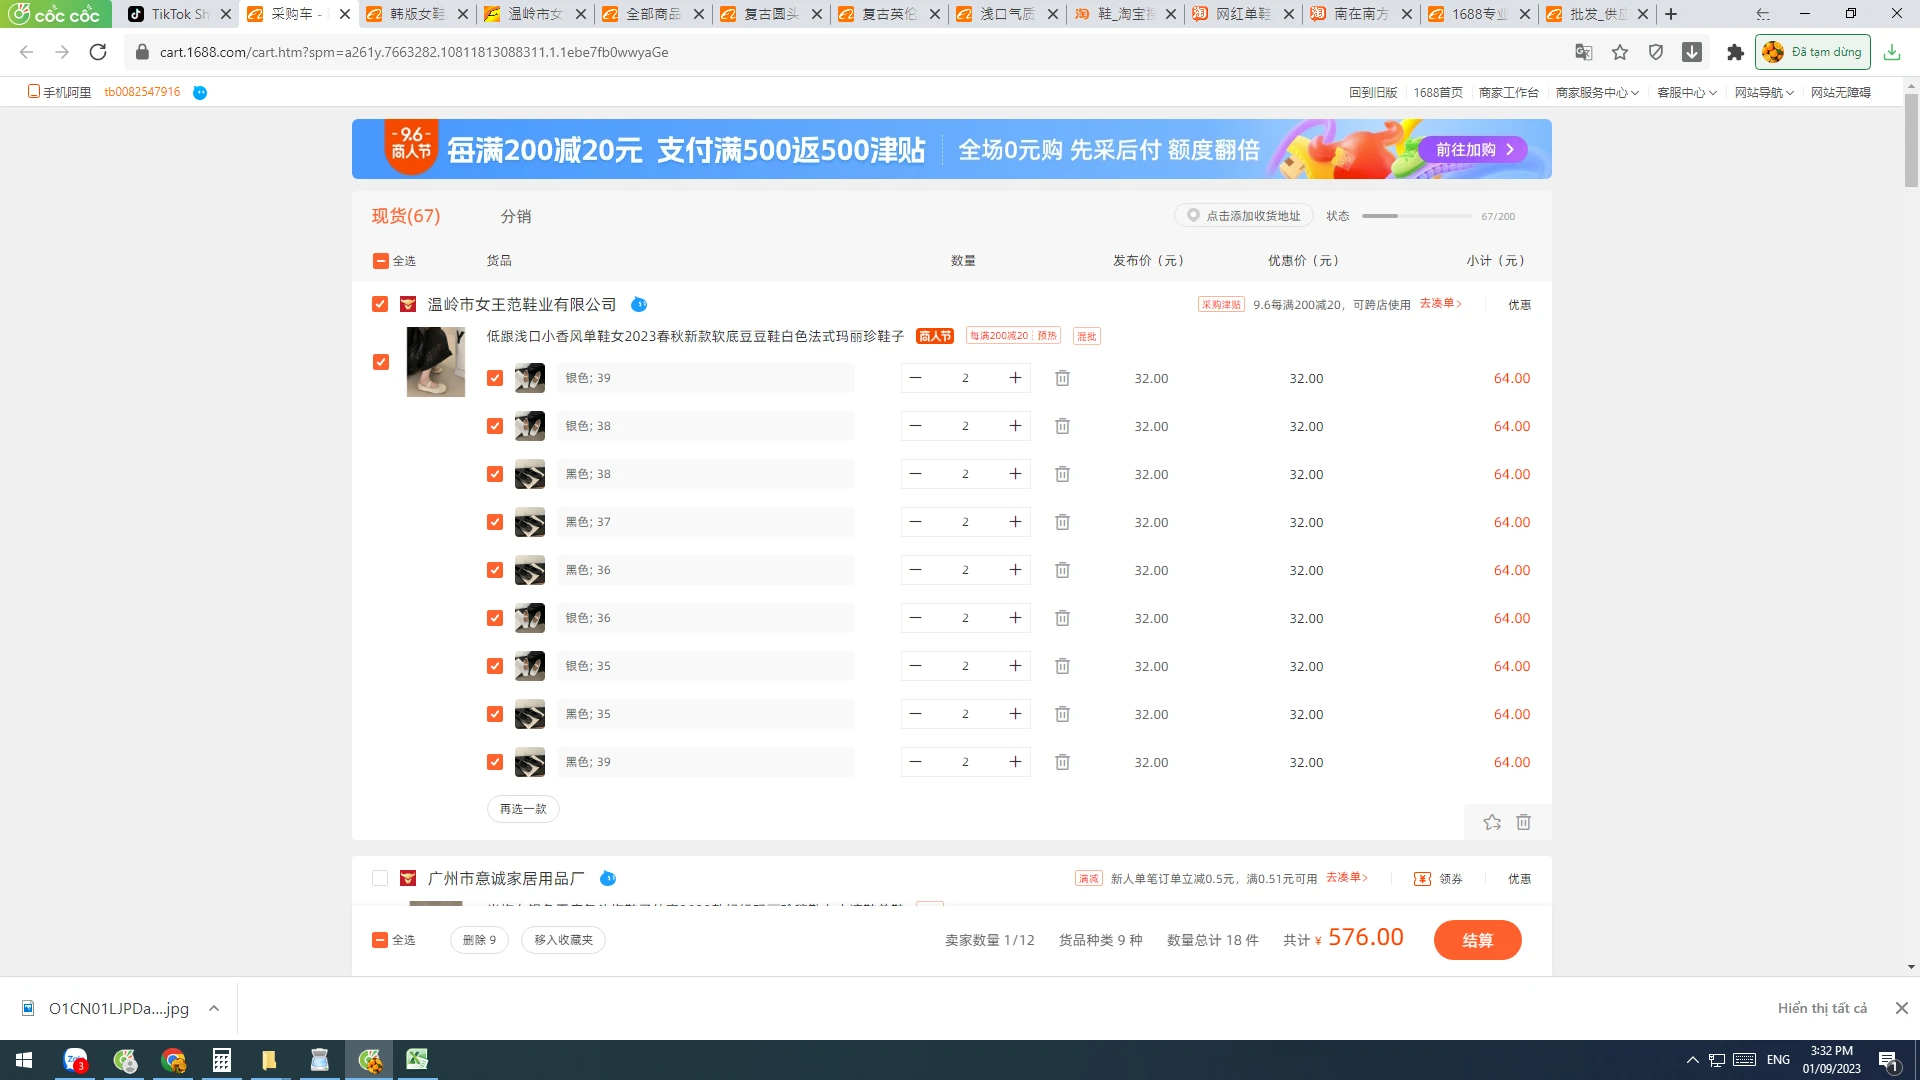 cốc cốc
TikTok Sh
采购车 -
韩版女鞋
温岭市女
全部商品
复古圆头
复古英伦
浅口气质
鞋_淘宝搜
网红单鞋
南在南方
1688专业
批发_供应
cart.1688.com/cart.htm?spm=a261y.7663282.10811813088311.1.1ebe7fb0wwyaGe
Đã tạm dừng
手机阿里 tb0082547916
回到旧版 1688首页 商家工作台 商家服务中心 客服中心 网站导航 网站无障碍
-9.6- 商人节 每满200减20元 支付满500返500津贴 全场0元购 先采后付 额度翻倍 前往加购
现货(67) 分销 点击添加收货地址 状态 67/200
全选 货品 数量 发布价（元） 优惠价（元） 小计（元）
温岭市女王范鞋业有限公司 采购津贴 9.6每满200减20，可跨店使用 去凑单> 优惠
低跟浅口小香风单鞋女2023春秋新款软底豆豆鞋白色法式玛丽珍鞋子 商人节 每满200减20 预热 混批
银色; 39 2 32.00 32.00 64.00
银色; 38 2 32.00 32.00 64.00
黑色; 38 2 32.00 32.00 64.00
黑色; 37 2 32.00 32.00 64.00
黑色; 36 2 32.00 32.00 64.00
银色; 36 2 32.00 32.00 64.00
银色; 35 2 32.00 32.00 64.00
黑色; 35 2 32.00 32.00 64.00
黑色; 39 2 32.00 32.00 64.00
再选一款
广州市意诚家居用品厂 满减 新人单笔订单立减0.5元，满0.51元可用 去凑单> 领券 优惠
全选 删除 9 移入收藏夹 卖家数量 1/12 货品种类 9 种 数量总计 18 件 共计 ¥ 576.00 结算
O1CN01LJPDa....jpg Hiển thị tất cả
3 ENG 3:32 PM 1
01/09/2023